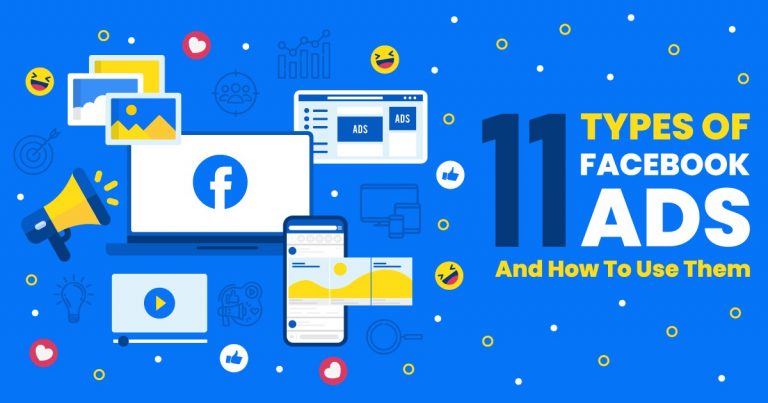 ADS
ADS
11
TYPES OF
FACEBOOK
ADS
And How To Use Them